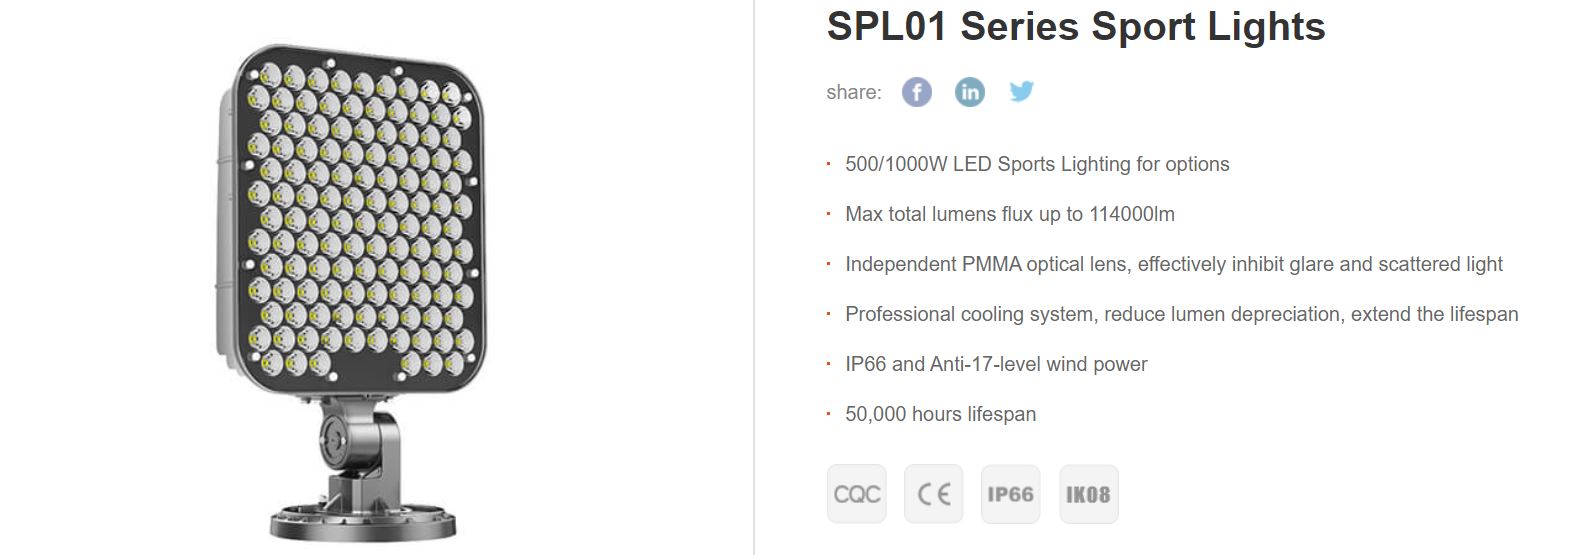 SPL01 Series Sport Lights
share:
f
in
500/1000W LED Sports Lighting for options
Max total lumens flux up to 114000lm
Independent PMMA optical lens, effectively inhibit glare and scattered light
Professional cooling system, reduce lumen depreciation, extend the lifespan
IP66 and Anti-17-level wind power
50,000 hours lifespan
CQC CE IP66 IK08